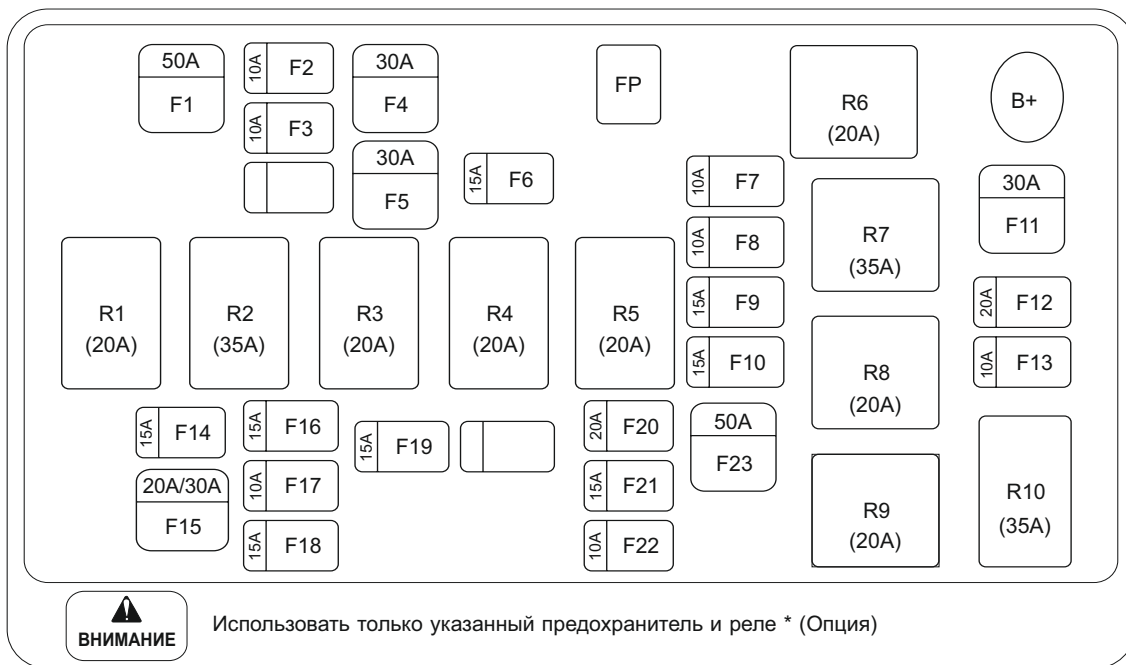 50A
F1
10A F2
10A F3
30A
F4
30A
F5
15A F6
FP
R6
(20A)
B+
10A F7
10A F8
15A F9
15A F10
R7
(35A)
30A
F11
R1
(20A)
R2
(35A)
R3
(20A)
R4
(20A)
R5
(20A)
R8
(20A)
20A F12
10A F13
15A F14
20A/30A
F15
15A F16
10A F17
15A F18
15A F19
20A F20
15A F21
10A F22
50A
F23
R9
(20A)
R10
(35A)
ВНИМАНИЕ
Использовать только указанный предохранитель и реле * (Опция)